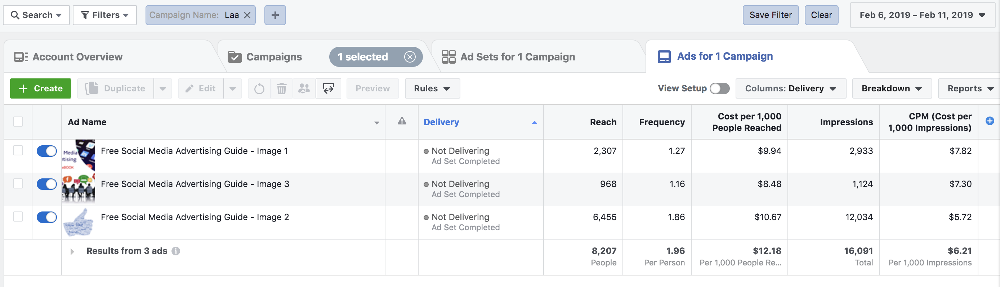 Search
Filters
Campaign Name: Laa
+
Save Filter
Clear
Feb 6, 2019 – Feb 11, 2019
Account Overview
Campaigns
1 selected
Ad Sets for 1 Campaign
Ads for 1 Campaign
+ Create
Duplicate
Edit
Preview
Rules
View Setup
Columns: Delivery
Breakdown
Reports
Ad Name
Delivery
Reach
Frequency
Cost per 1,000
People Reached
Impressions
CPM (Cost per
1,000 Impressions)
Media
tising
eBOOK
Free Social Media Advertising Guide - Image 1
Not Delivering
Ad Set Completed
2,307
1.27
$9.94
2,933
$7.82
Free Social Media Advertising Guide - Image 3
Not Delivering
Ad Set Completed
968
1.16
$8.48
1,124
$7.30
Free Social Media Advertising Guide - Image 2
Not Delivering
Ad Set Completed
6,455
1.86
$10.67
12,034
$5.72
Results from 3 ads
8,207
People
1.96
Per Person
$12.18
Per 1,000 People Re...
16,091
Total
$6.21
Per 1,000 Impressions